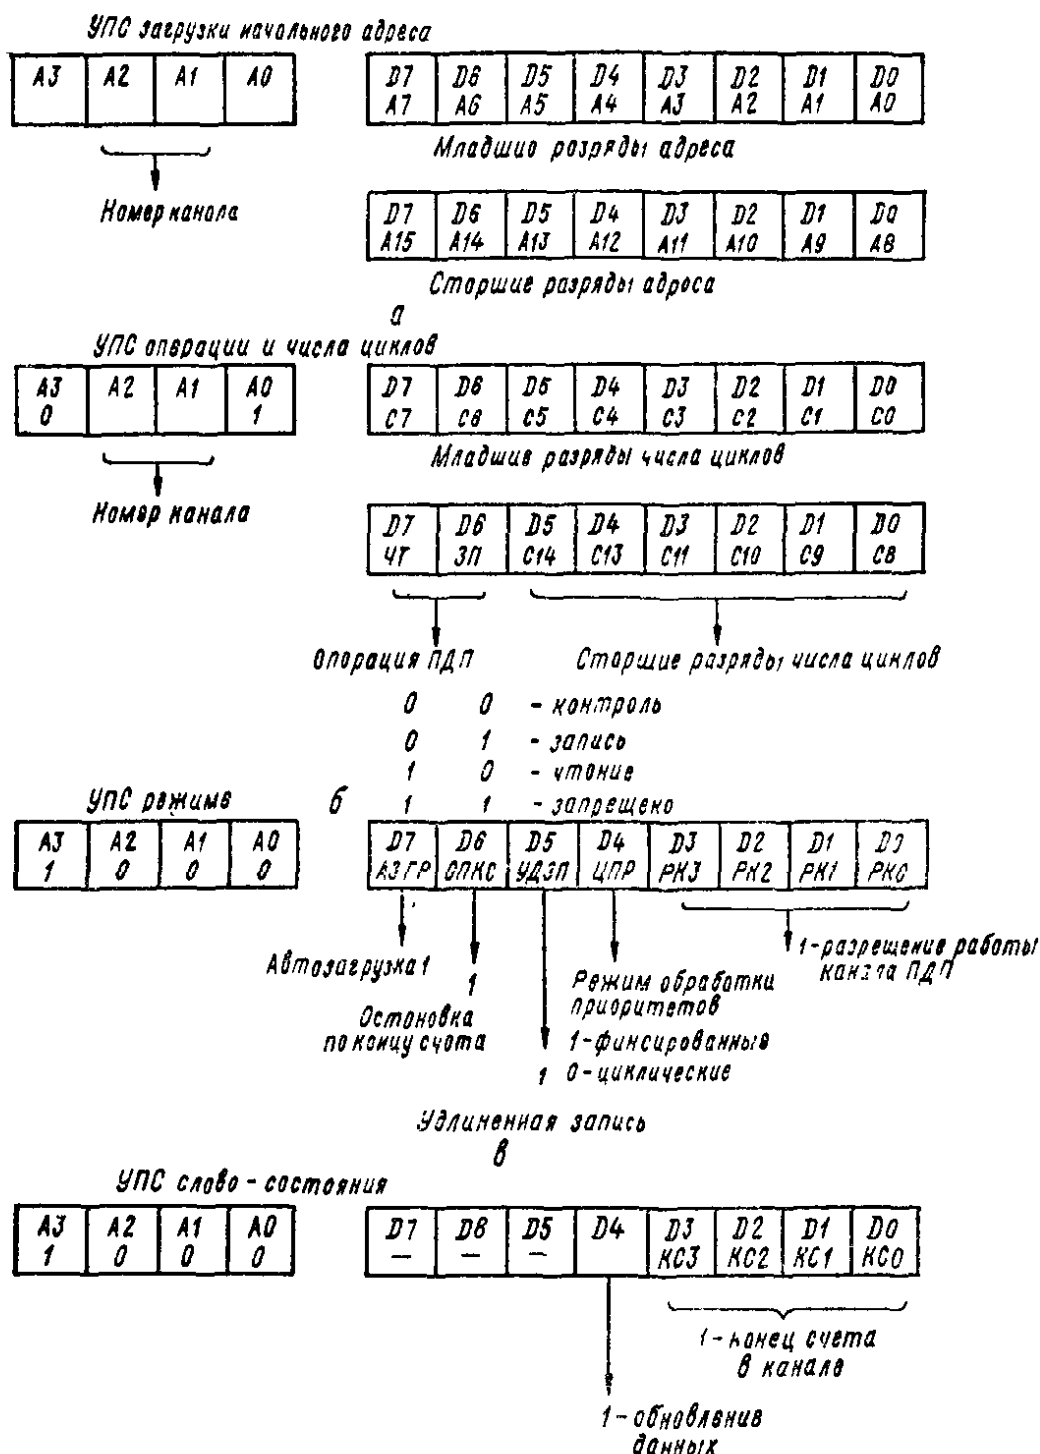 УПС загрузки начального адреса
A3 A2 A1 A0
D7 D6 D5 D4 D3 D2 D1 D0
A7 A6 A5 A4 A3 A2 A1 A0
Младшие разряды адреса
Номер канала
D7 D6 D5 D4 D3 D2 D1 D0
A15 A14 A13 A12 A11 A10 A9 A8
Старшие разряды адреса
а
УПС операции и числа циклов
A3 A2 A1 A0
0 1
D7 D6 D5 D4 D3 D2 D1 D0
C7 C6 C5 C4 C3 C2 C1 C0
Младшие разряды числа циклов
Номер канала
D7 D6 D5 D4 D3 D2 D1 D0
ЧТ ЗП C14 C13 C11 C10 C9 C8
Операция ПДП
Старшие разряды числа циклов
0 0 - контроль
0 1 - запись
1 0 - чтение
1 1 - запрещено
УПС режима
б
A3 A2 A1 A0
1 0 0 0
D7 D6 D5 D4 D3 D2 D1 D0
АЗГР ОПКС УДЗП ЦПР РК3 РК2 РК1 РК0
Автозагрузка 1
1
Остановка
по концу счета
1
Удлиненная запись
Режим обработки
приоритетов
1-фиксированные
0-циклические
1-разрещение работы
канала ПДП
в
УПС слово-состояния
A3 A2 A1 A0
1 0 0 0
D7 D6 D5 D4 D3 D2 D1 D0
— — — КС3 КС2 КС1 КС0
1-конец счета
в канале
1-обновление
данных